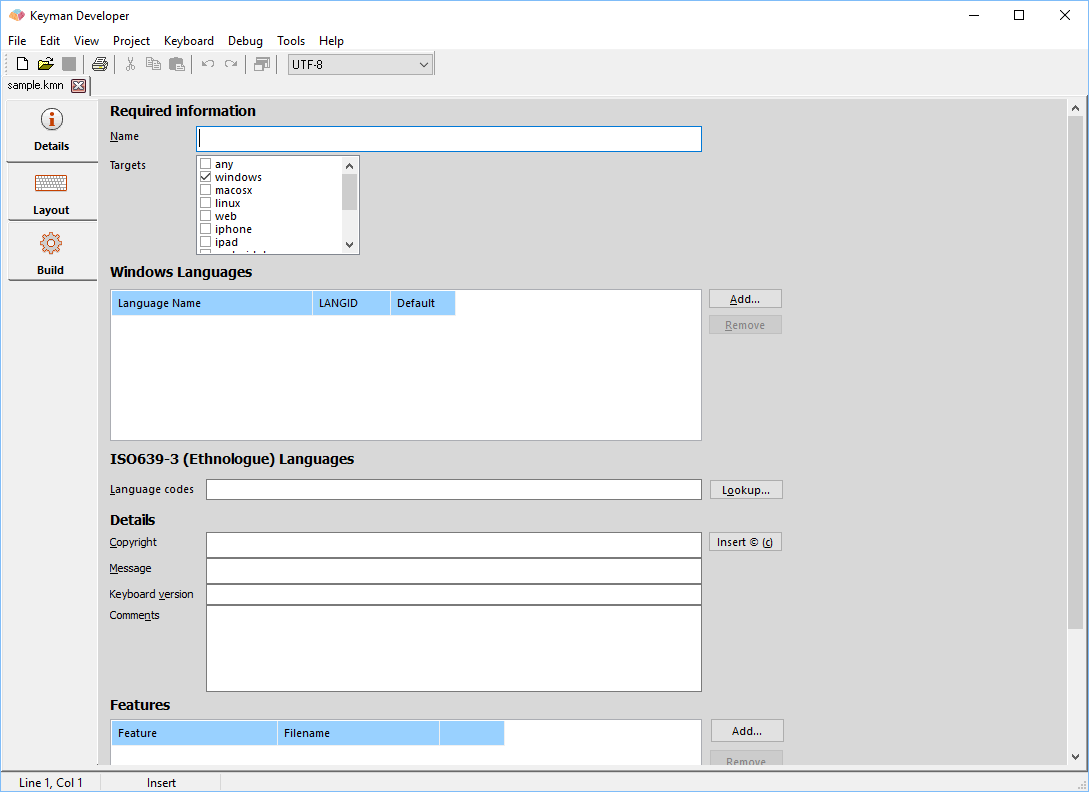 Keyman Developer
File Edit View Project Keyboard Debug Tools Help
UTF-8
sample.kmn
Details
Layout
Build
Required information
Name
Targets
any
windows
macosx
linux
web
iphone
ipad
Windows Languages
Language Name LANGID Default
Add...
Remove
ISO639-3 (Ethnologue) Languages
Language codes
Lookup...
Details
Copyright
Insert © (c)
Message
Keyboard version
Comments
Features
Feature Filename
Add...
Remove
Line 1, Col 1 Insert